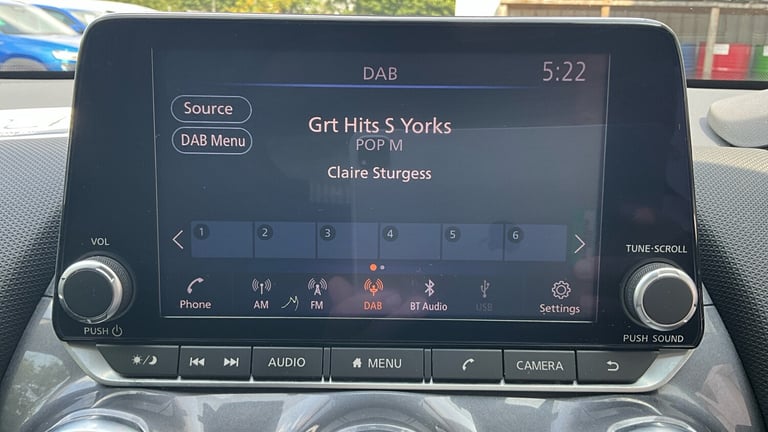 DAB
5:22
Source
DAB Menu
Grt Hits S Yorks
POP M
Claire Sturgess
1 2 3 4 5 6
VOL
TUNE·SCROLL
Phone AM FM DAB BT Audio USB Settings
PUSH
PUSH SOUND
AUDIO MENU CAMERA